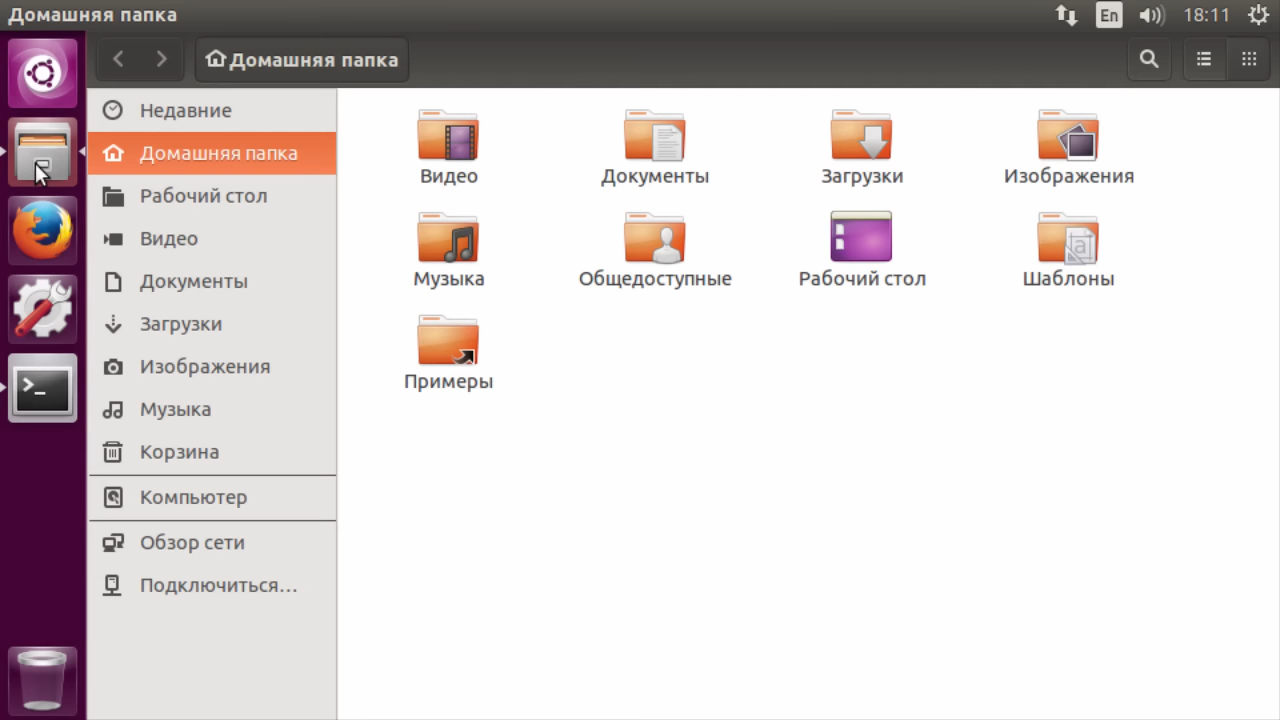 Домашняя папка
En
18:11
Домашняя папка
Недавние
Домашняя папка
Рабочий стол
Видео
Документы
Загрузки
Изображения
Музыка
Корзина
Компьютер
Обзор сети
Подключиться...
Видео
Документы
Загрузки
Изображения
Музыка
Общедоступные
Рабочий стол
Шаблоны
Примеры